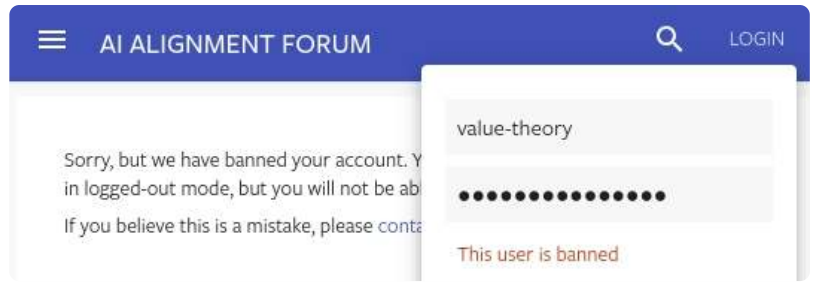 AI ALIGNMENT FORUM
LOGIN
Sorry, but we have banned your account. Y
in logged-out mode, but you will not be ab
If you believe this is a mistake, please conta
value-theory
•••••••••••••••
This user is banned